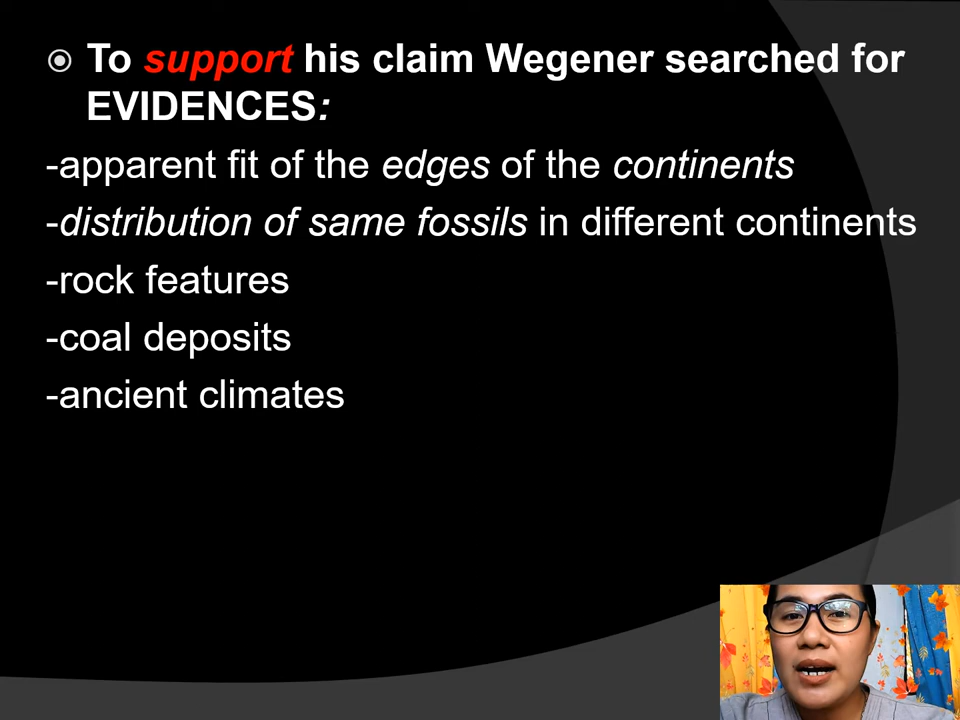 To support his claim Wegener searched for
EVIDENCES:
-apparent fit of the edges of the continents
-distribution of same fossils in different continents
-rock features
-coal deposits
-ancient climates